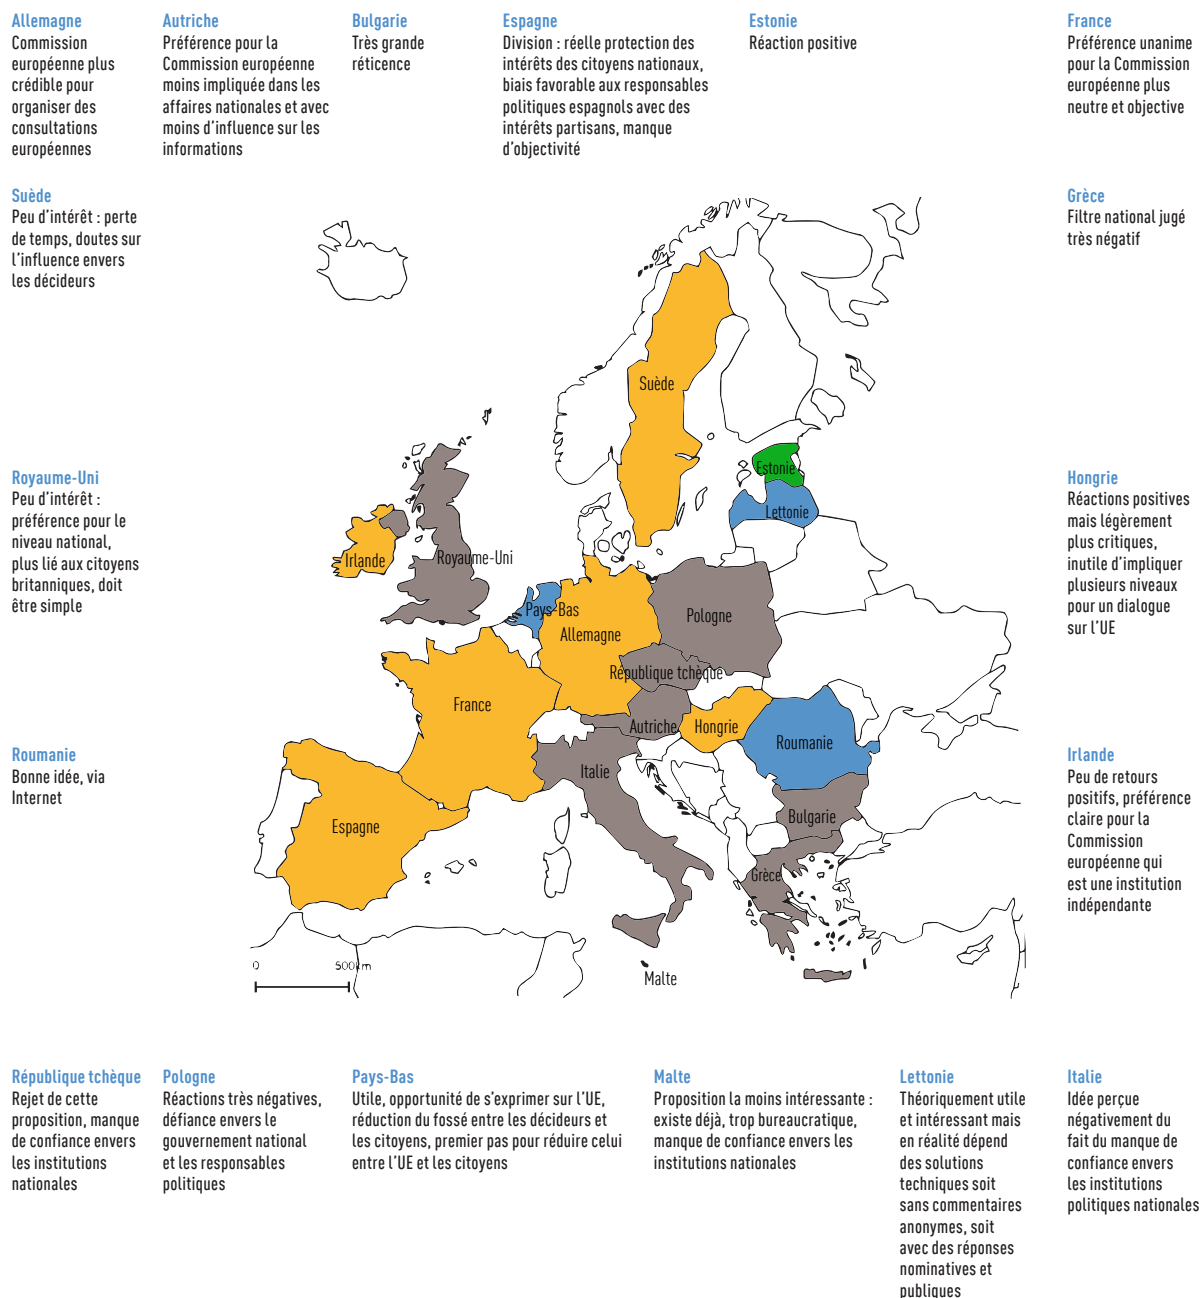 Allemagne
Commission
européenne plus
crédible pour
organiser des
consultations
européennes
Autriche
Préférence pour la
Commission européenne
moins impliquée dans les
affaires nationales et avec
moins d'influence sur les
informations
Bulgarie
Très grande
réticence
Espagne
Division : réelle protection des
intérêts des citoyens nationaux,
biais favorable aux responsables
politiques espagnols avec des
intérêts partisans, manque
d'objectivité
Estonie
Réaction positive
France
Préférence unanime
pour la Commission
européenne plus
neutre et objective
Suède
Peu d'intérêt : perte
de temps, doutes sur
l'influence envers
les décideurs
Grèce
Filtre national jugé
très négatif
Royaume-Uni
Peu d'intérêt :
préférence pour le
niveau national,
plus lié aux citoyens
britanniques, doit
être simple
Hongrie
Réactions positives
mais légèrement
plus critiques,
inutile d'impliquer
plusieurs niveaux
pour un dialogue
sur l'UE
Roumanie
Bonne idée, via
Internet
Irlande
Peu de retours
positifs, préférence
claire pour la
Commission
européenne qui
est une institution
indépendante
Suède
Estonie
Lettonie
Irlande
Royaume-Uni
Pays-Bas
Allemagne
Pologne
République tchèque
France
Autriche
Hongrie
Roumanie
Italie
Espagne
Bulgarie
Grèce
Malte
0 500km
République tchèque
Rejet de cette
proposition, manque
de confiance envers
les institutions
nationales
Pologne
Réactions très négatives,
défiance envers le
gouvernement national
et les responsables
politiques
Pays-Bas
Utile, opportunité de s'exprimer sur l'UE,
réduction du fossé entre les décideurs et
les citoyens, premier pas pour réduire celui
entre l'UE et les citoyens
Malte
Proposition la moins intéressante :
existe déjà, trop bureaucratique,
manque de confiance envers les
institutions nationales
Lettonie
Théoriquement utile
et intéressant mais
en réalité dépend
des solutions
techniques soit
sans commentaires
anonymes, soit
avec des réponses
nominatives et
publiques
Italie
Idée perçue
négativement du
fait du manque de
confiance envers
les institutions
politiques nationales